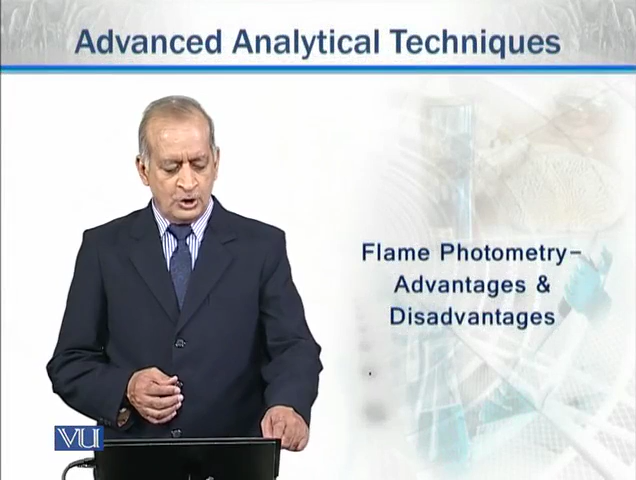 Advanced Analytical Techniques
Flame Photometry-
Advantages &
Disadvantages
VU